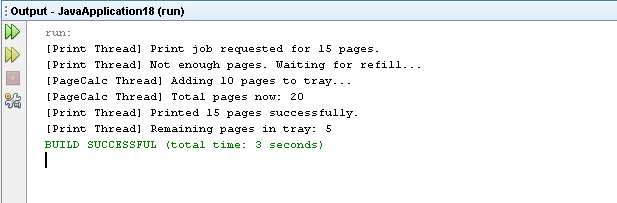 Output - JavaApplication18 (run)
run:
[Print Thread] Print job requested for 15 pages.
[Print Thread] Not enough pages. Waiting for refill...
[PageCalc Thread] Adding 10 pages to tray...
[PageCalc Thread] Total pages now: 20
[Print Thread] Printed 15 pages successfully.
[Print Thread] Remaining pages in tray: 5
BUILD SUCCESSFUL (total time: 3 seconds)